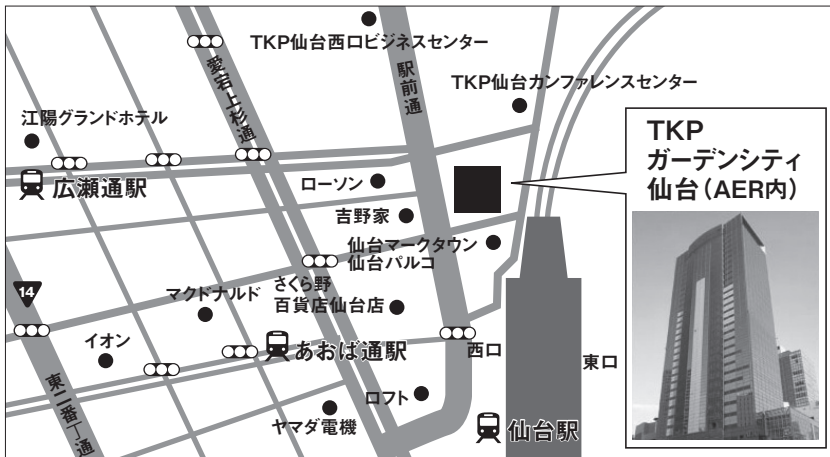 TKP仙台西口ビジネスセンター
愛宕上杉通
駅前通
TKP仙台カンファレンスセンター
江陽グランドホテル
広瀬通駅
ローソン
吉野家
TKP
ガーデンシティ
仙台(AER内)
仙台マークタウン
仙台パルコ
14
マクドナルド
さくら野
百貨店仙台店
イオン
あおば通駅
西口
東口
東二番丁通
ロフト
ヤマダ電機
仙台駅